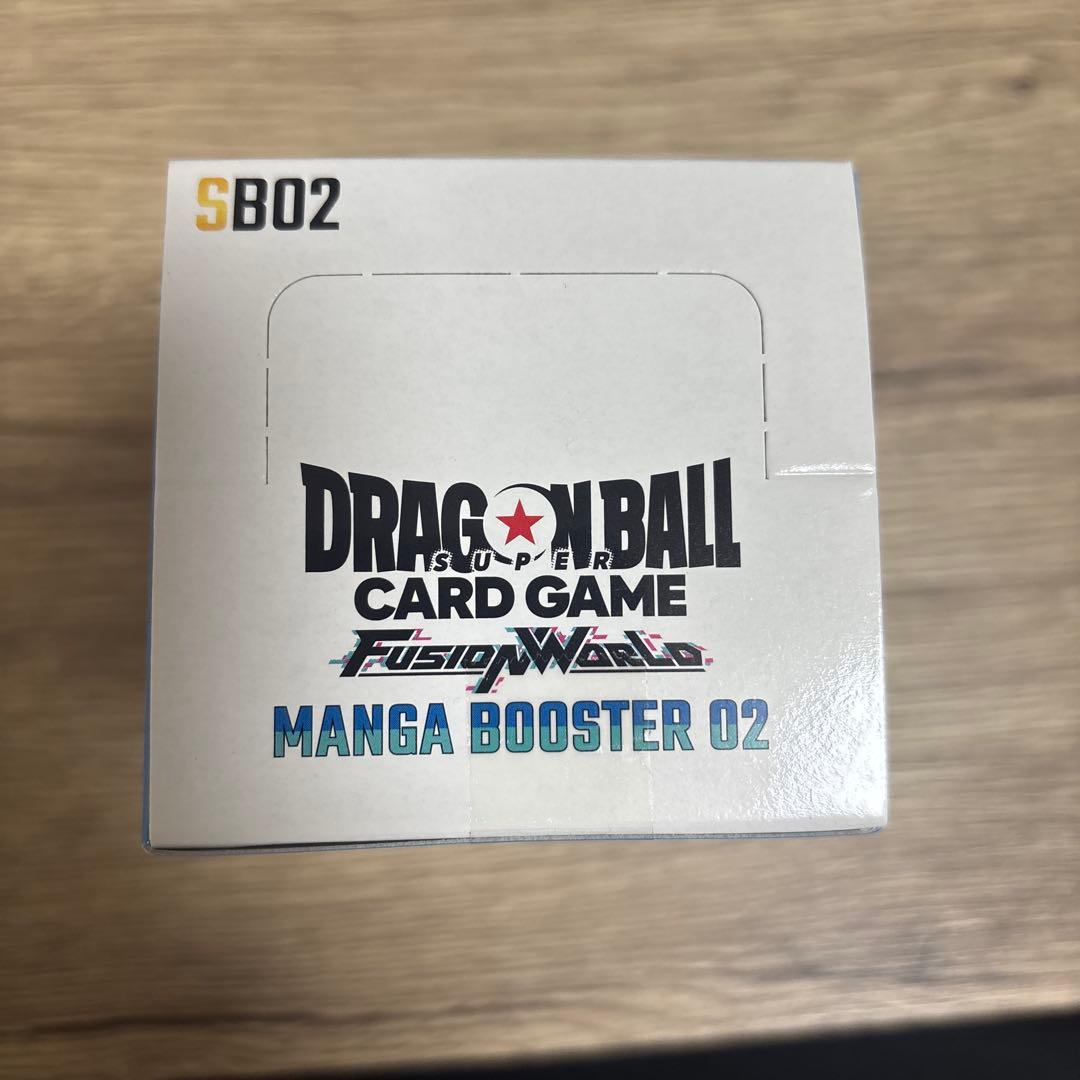 SB02
DRAGON BALL
SUPER
CARD GAME
FUSION WORLD
MANGA BOOSTER 02